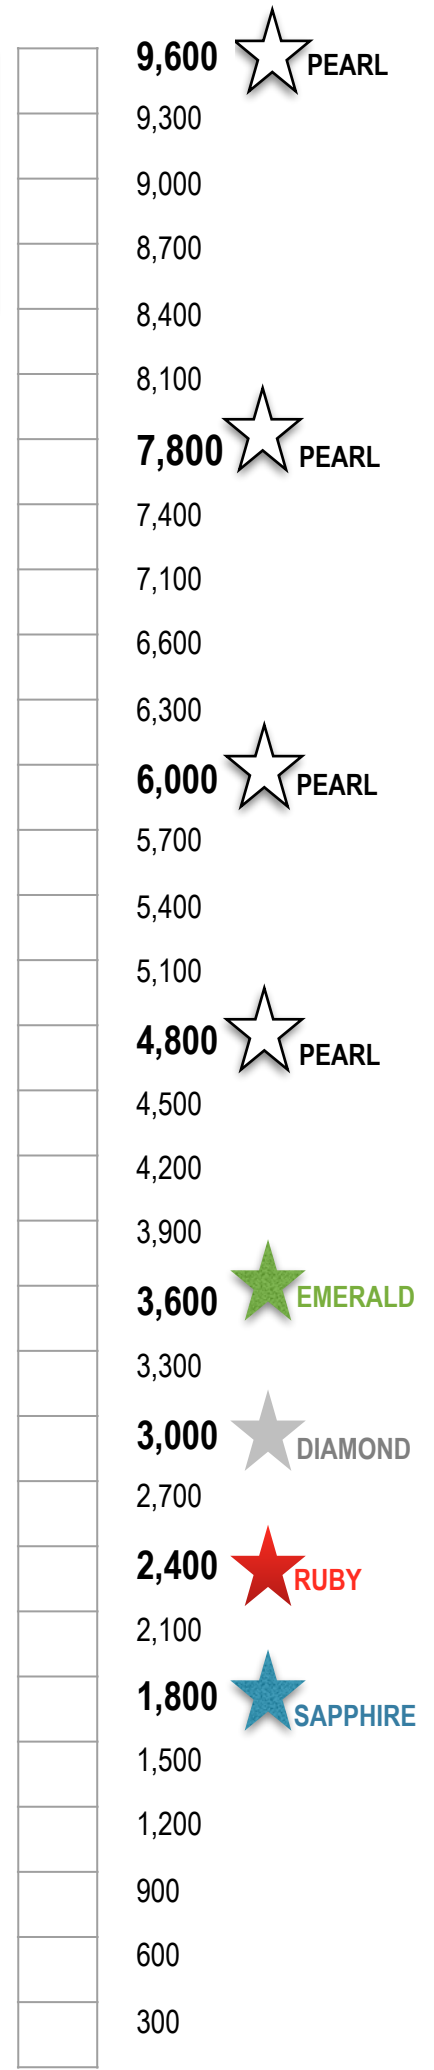 9,600 PEARL
9,300
9,000
8,700
8,400
8,100
7,800 PEARL
7,400
7,100
6,600
6,300
6,000 PEARL
5,700
5,400
5,100
4,800 PEARL
4,500
4,200
3,900
3,600 EMERALD
3,300
3,000 DIAMOND
2,700
2,400 RUBY
2,100
1,800 SAPPHIRE
1,500
1,200
900
600
300